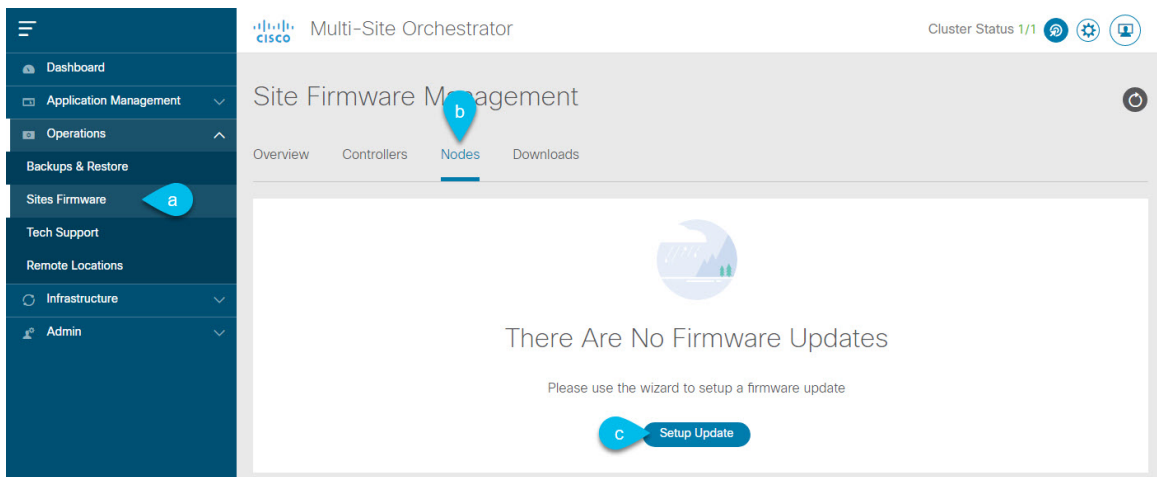 cisco
Multi-Site Orchestrator
Cluster Status 1/1
Dashboard
Application Management
Operations
Backups & Restore
Sites Firmware
a
Tech Support
Remote Locations
Infrastructure
Admin
Site Firmware Management
b
Overview Controllers Nodes Downloads
There Are No Firmware Updates
Please use the wizard to setup a firmware update
c
Setup Update